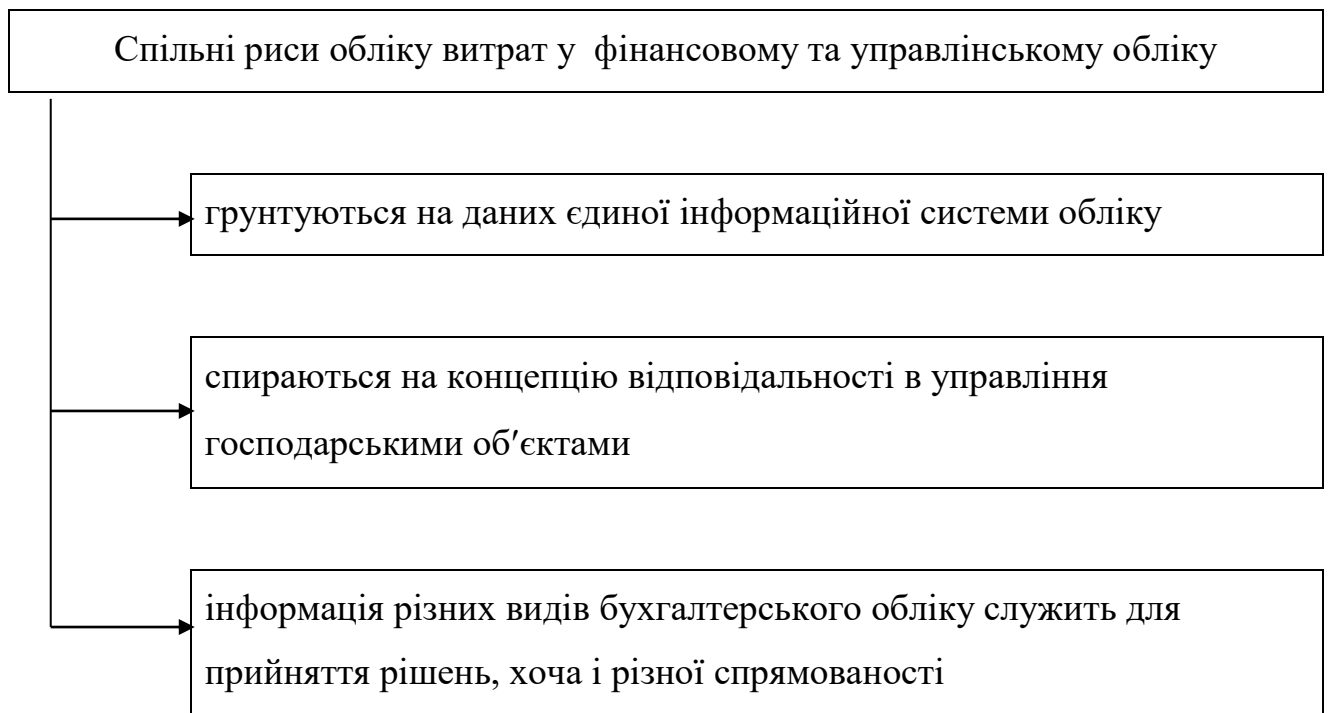 Спільні риси обліку витрат у  фінансовому та управлінському обліку
грунтуються на даних єдиної інформаційної системи обліку
спираються на концепцію відповідальності в управління
господарськими об′єктами
інформація різних видів бухгалтерського обліку служить для
прийняття рішень, хоча і різної спрямованості